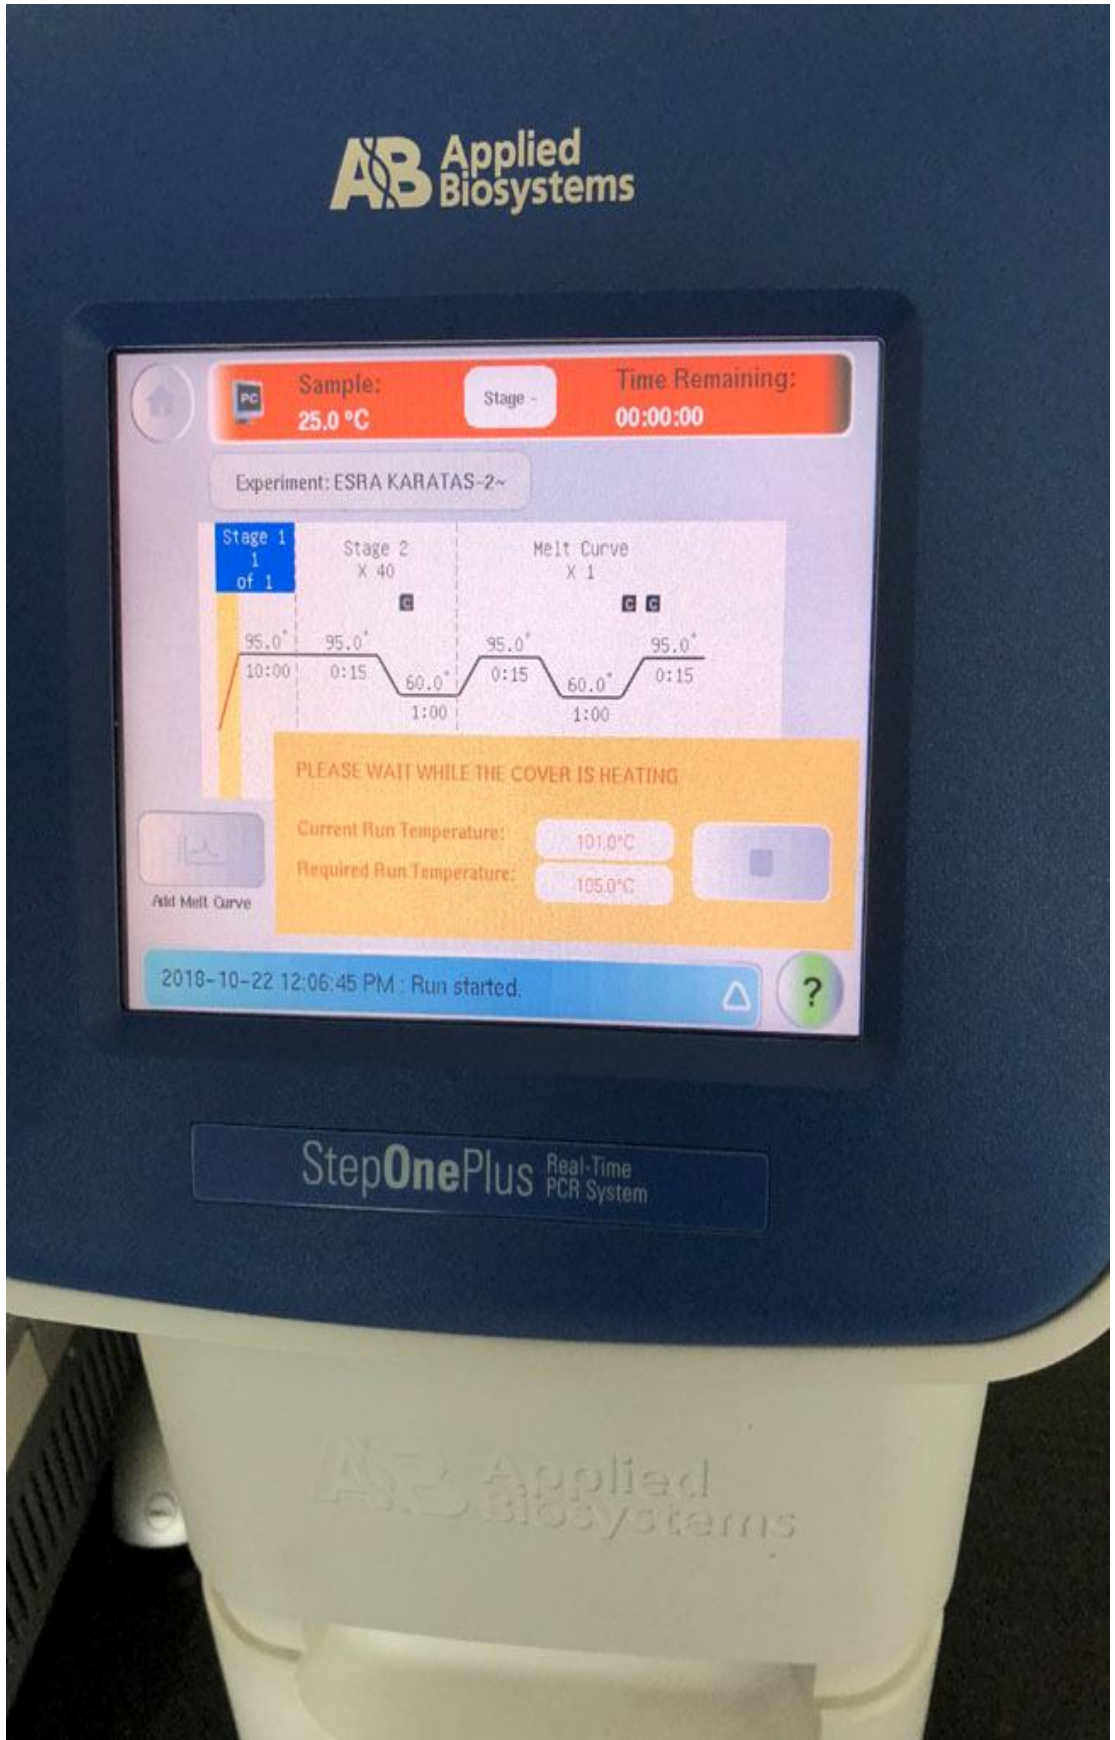 AB Applied
Biosystems
PC
Sample:
25.0 °C
Stage -
Time Remaining:
00:00:00
Experiment: ESRA KARATAS-2~
Stage 1
1
of 1
Stage 2
X 40
Melt Curve
X 1
C
C C
95.0°
10:00
95.0°
0:15
60.0°
1:00
95.0°
0:15
60.0°
1:00
95.0°
0:15
PLEASE WAIT WHILE THE COVER IS HEATING
Current Run Temperature:
101.0°C
Required Run Temperature:
105.0°C
Add Melt Curve
2018-10-22 12:06:45 PM : Run started.
?
StepOnePlus Real-Time
PCR System
AB Applied
Biosystems